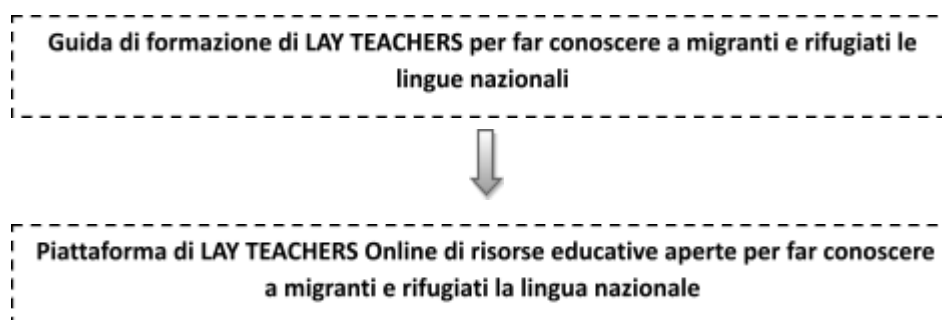 Guida di formazione di LAY TEACHERS per far conoscere a migranti e rifugiati le
lingue nazionali
Piattaforma di LAY TEACHERS Online di risorse educative aperte per far conoscere
a migranti e rifugiati la lingua nazionale